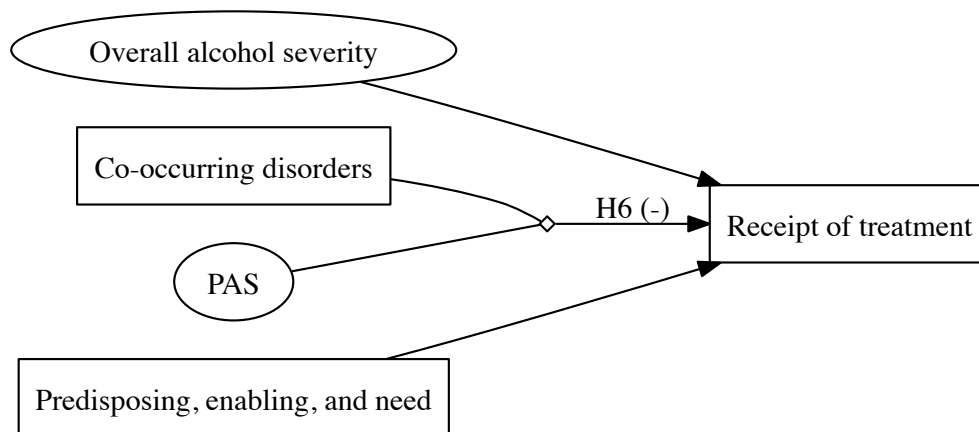 Overall alcohol severity
Co-occurring disorders
H6 (-)
Receipt of treatment
PAS
Predisposing, enabling, and need